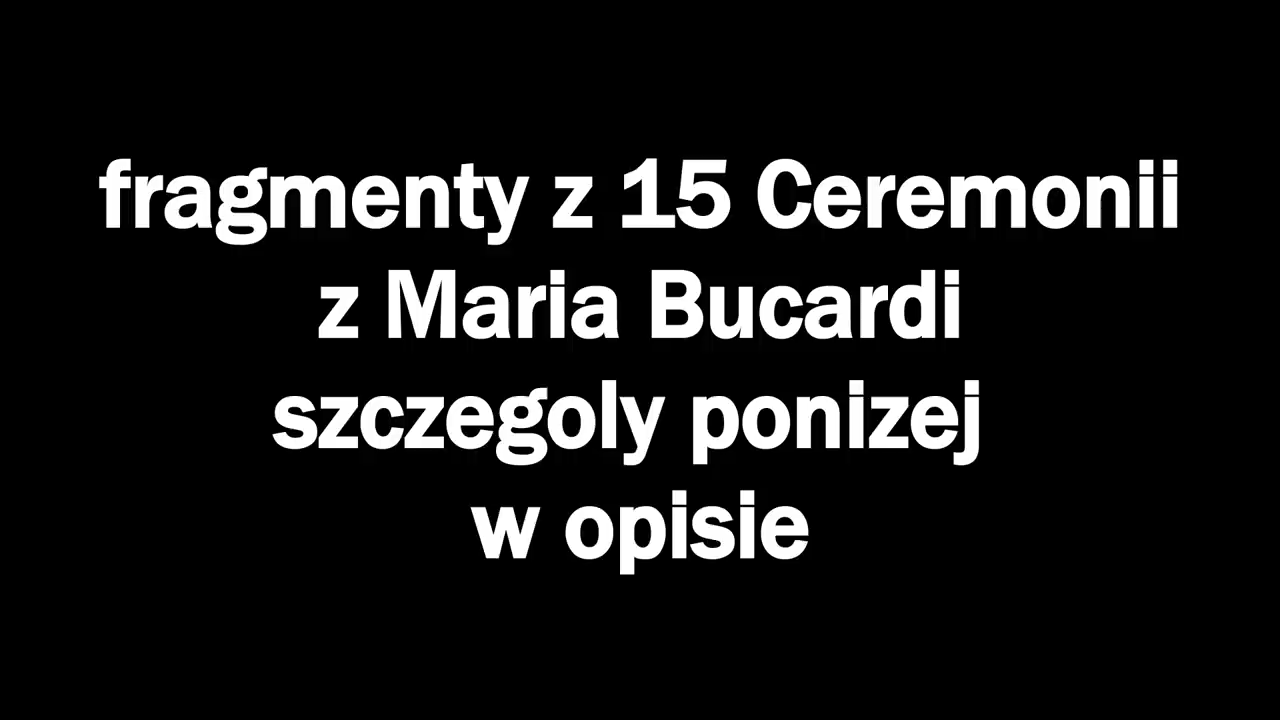 fragmenty z 15 Ceremonii
z Maria Bucardi
szczegoly ponizej
w opisie